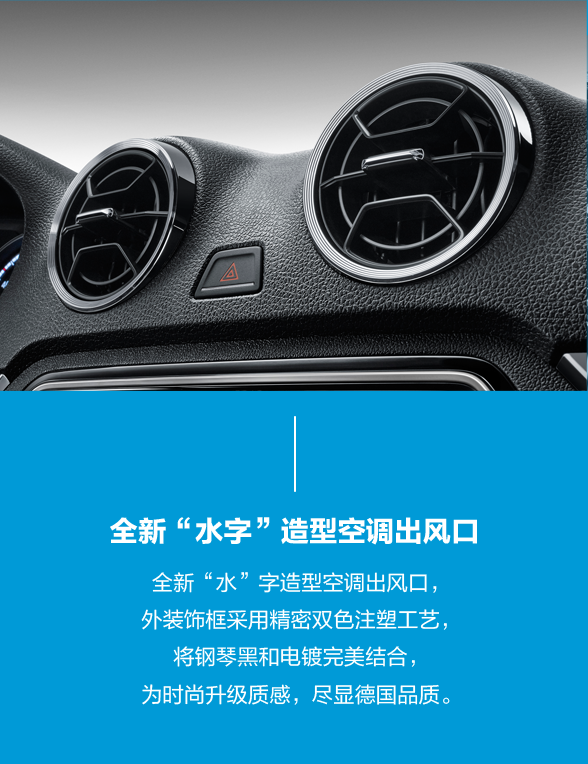 全新“水字”造型空调出风口
全新“水”字造型空调出风口，
外装饰框采用精密双色注塑工艺，
将钢琴黑和电镀完美结合，
为时尚升级质感，尽显德国品质。